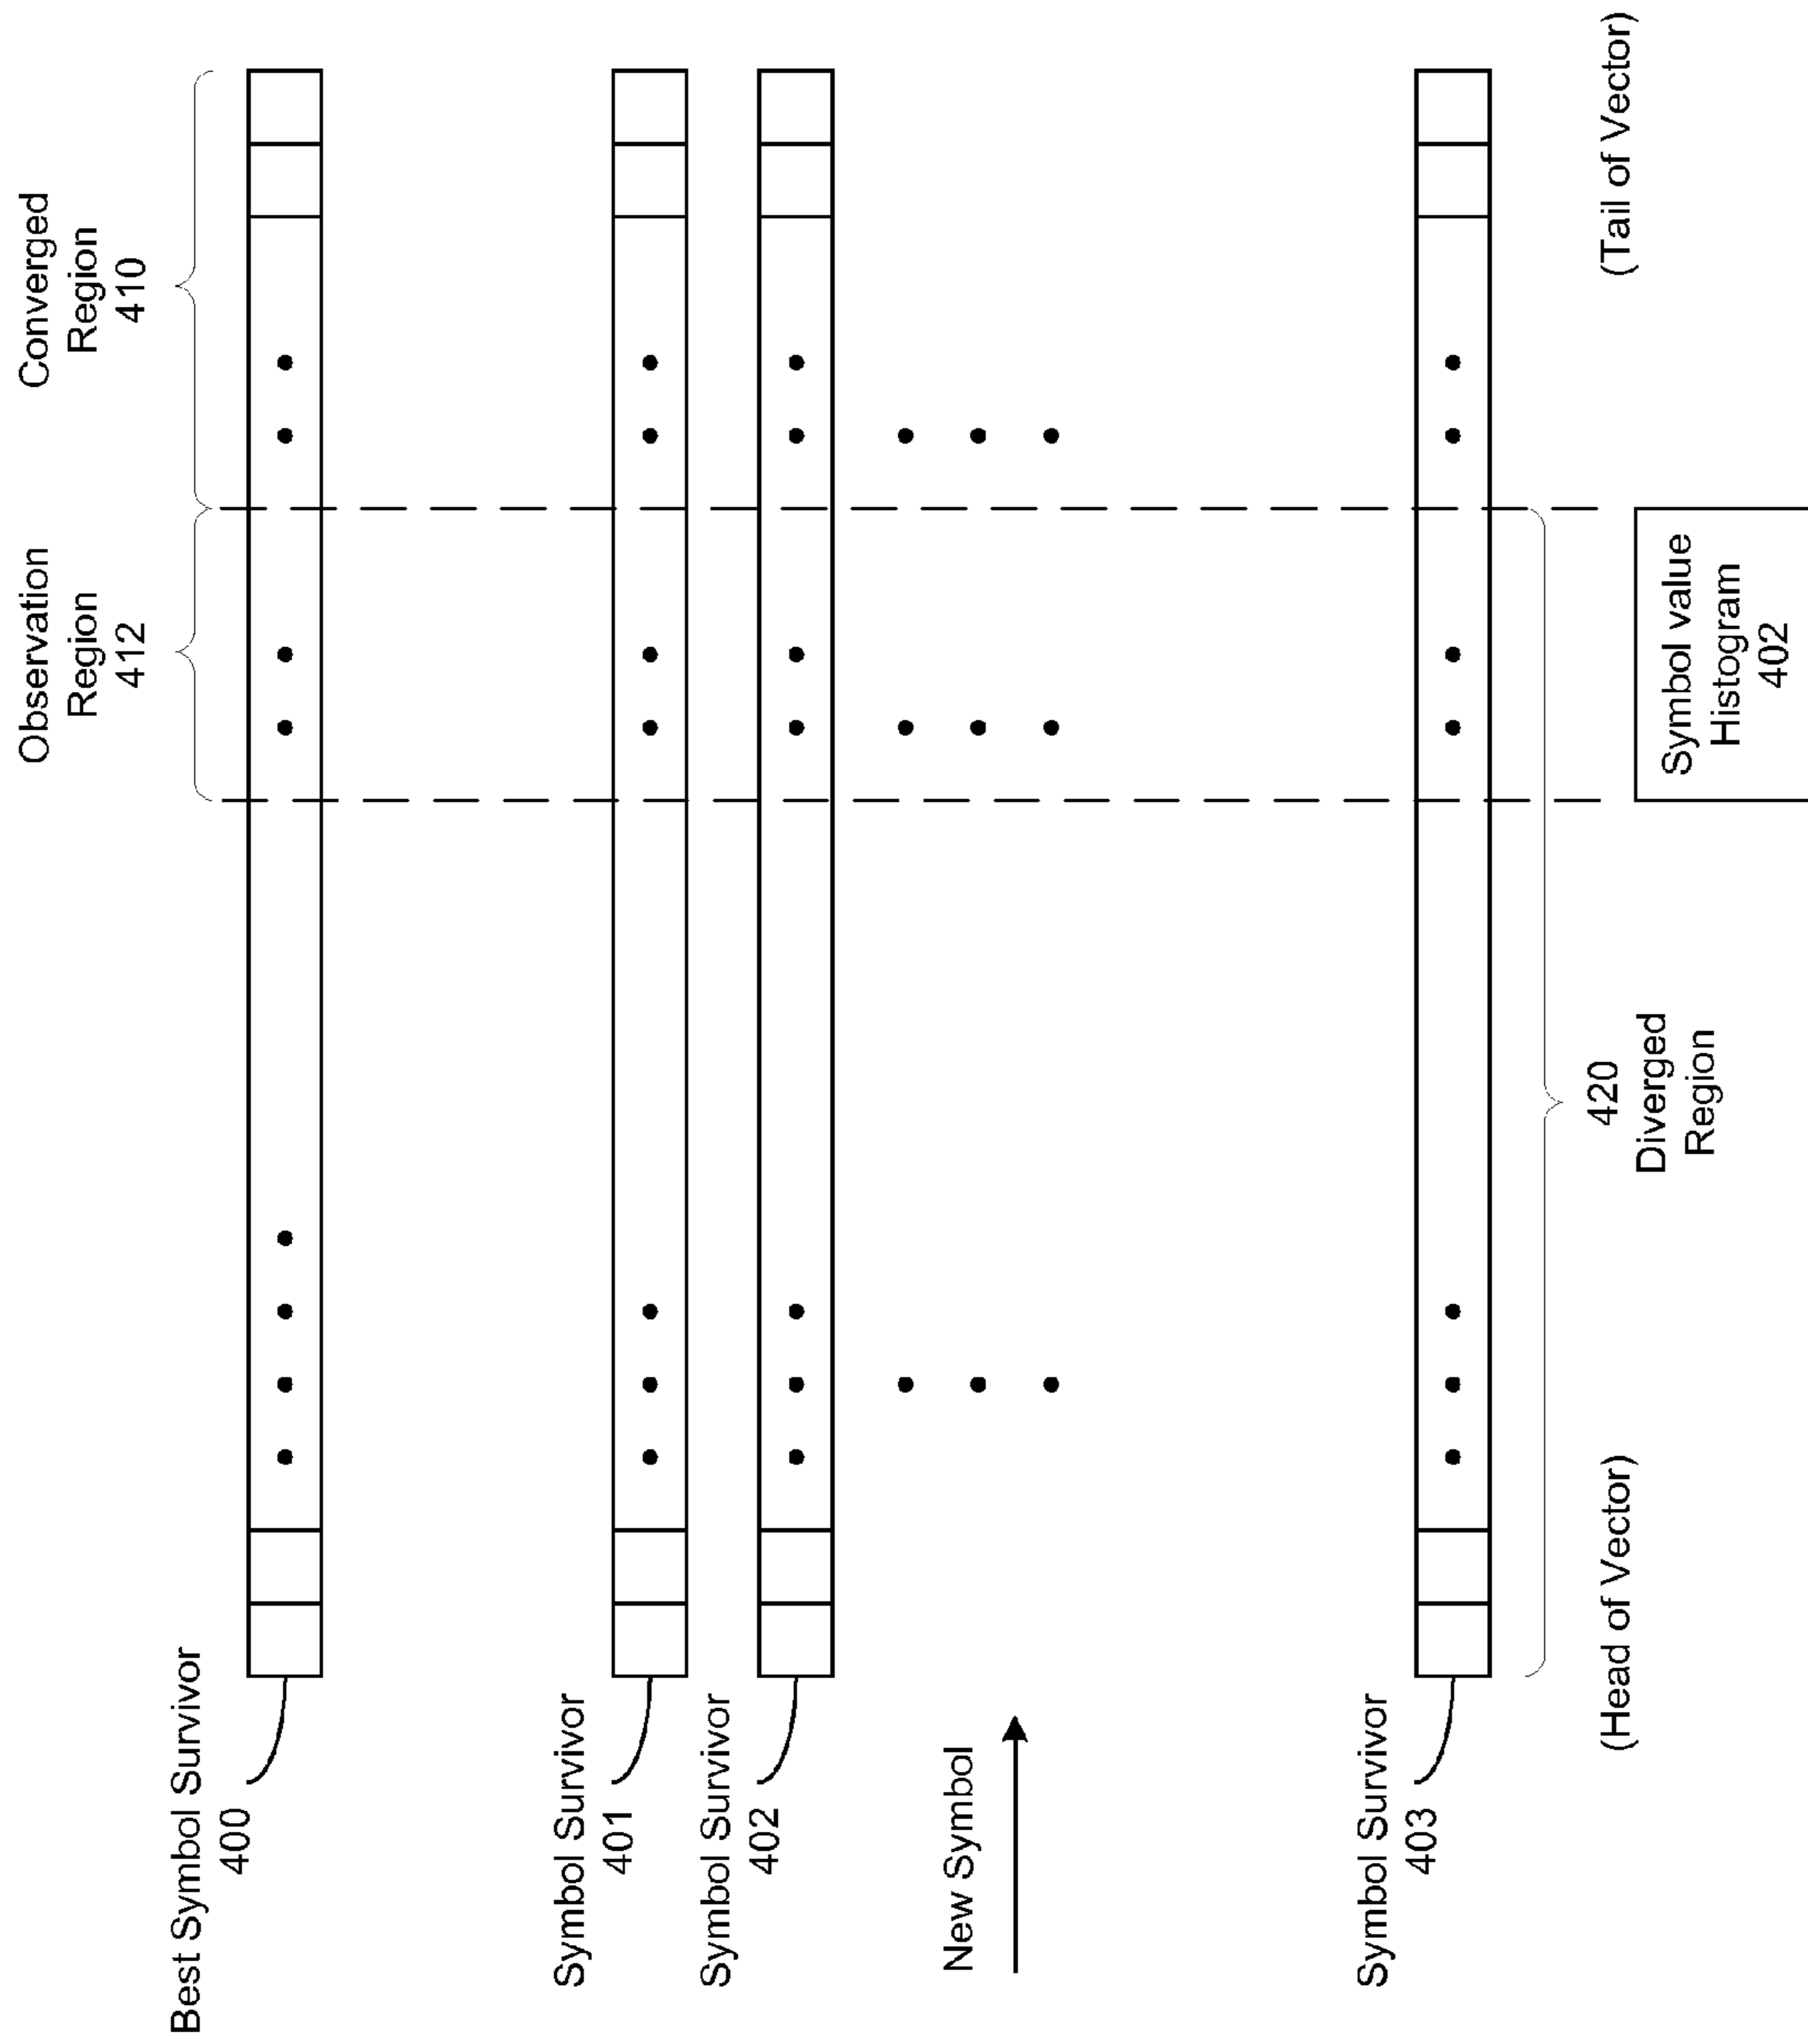 Observation
Region
412
Converged
Region
410
Best Symbol Survivor
400
Symbol Survivor
401
Symbol Survivor
402
New Symbol
Symbol Survivor
403
(Head of Vector)
420
Diverged
Region
(Tail of Vector)
Symbol value
Histogram
402